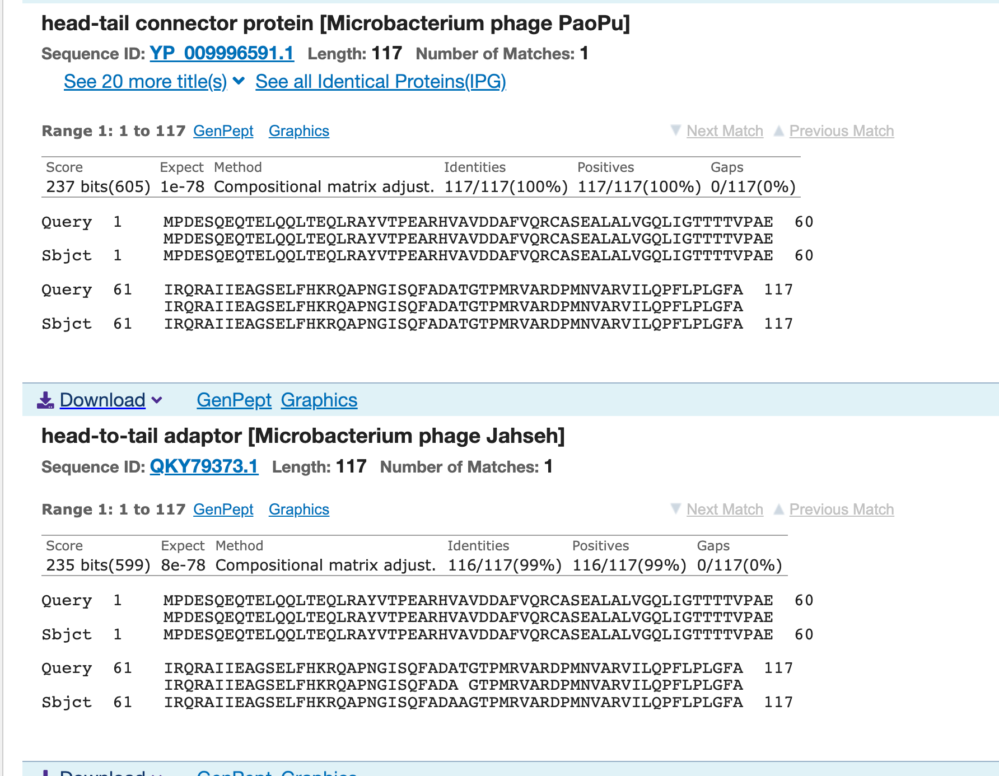 head-tail connector protein [Microbacterium phage PaoPu]
Sequence ID: YP_009996591.1 Length: 117 Number of Matches: 1
See 20 more title(s) See all Identical Proteins(IPG)
Range 1: 1 to 117 GenPept Graphics Next Match Previous Match
Score Expect Method Identities Positives Gaps
237 bits(605) 1e-78 Compositional matrix adjust. 117/117(100%) 117/117(100%) 0/117(0%)
Query 1 MPDESQEQTELQQLTEQLRAYVTPEARHVAVDDAFVQRCASEALALVGQLIGTTTTVPAE 60
MPDESQEQTELQQLTEQLRAYVTPEARHVAVDDAFVQRCASEALALVGQLIGTTTTVPAE
Sbjct 1 MPDESQEQTELQQLTEQLRAYVTPEARHVAVDDAFVQRCASEALALVGQLIGTTTTVPAE 60
Query 61 IRQRAIIEAGSELFHKRQAPNGISQFADATGTPMRVARDPMNVARVILQPFLPLGFA 117
IRQRAIIEAGSELFHKRQAPNGISQFADATGTPMRVARDPMNVARVILQPFLPLGFA
Sbjct 61 IRQRAIIEAGSELFHKRQAPNGISQFADATGTPMRVARDPMNVARVILQPFLPLGFA 117
Download GenPept Graphics
head-to-tail adaptor [Microbacterium phage Jahseh]
Sequence ID: QKY79373.1 Length: 117 Number of Matches: 1
Range 1: 1 to 117 GenPept Graphics Next Match Previous Match
Score Expect Method Identities Positives Gaps
235 bits(599) 8e-78 Compositional matrix adjust. 116/117(99%) 116/117(99%) 0/117(0%)
Query 1 MPDESQEQTELQQLTEQLRAYVTPEARHVAVDDAFVQRCASEALALVGQLIGTTTTVPAE 60
MPDESQEQTELQQLTEQLRAYVTPEARHVAVDDAFVQRCASEALALVGQLIGTTTTVPAE
Sbjct 1 MPDESQEQTELQQLTEQLRAYVTPEARHVAVDDAFVQRCASEALALVGQLIGTTTTVPAE 60
Query 61 IRQRAIIEAGSELFHKRQAPNGISQFADATGTPMRVARDPMNVARVILQPFLPLGFA 117
IRQRAIIEAGSELFHKRQAPNGISQFADA GTPMRVARDPMNVARVILQPFLPLGFA
Sbjct 61 IRQRAIIEAGSELFHKRQAPNGISQFADAAGTPMRVARDPMNVARVILQPFLPLGFA 117
Download GenPept Graphics